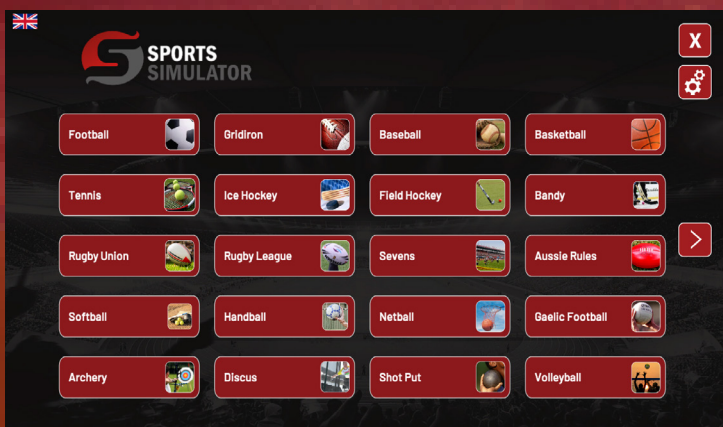 SPORTS
SIMULATOR
X
Football
Gridiron
Baseball
Basketball
Tennis
Ice Hockey
Field Hockey
Bandy
Rugby Union
Rugby League
Sevens
Aussie Rules
Softball
Handball
Netball
Gaelic Football
Archery
Discus
Shot Put
Volleyball